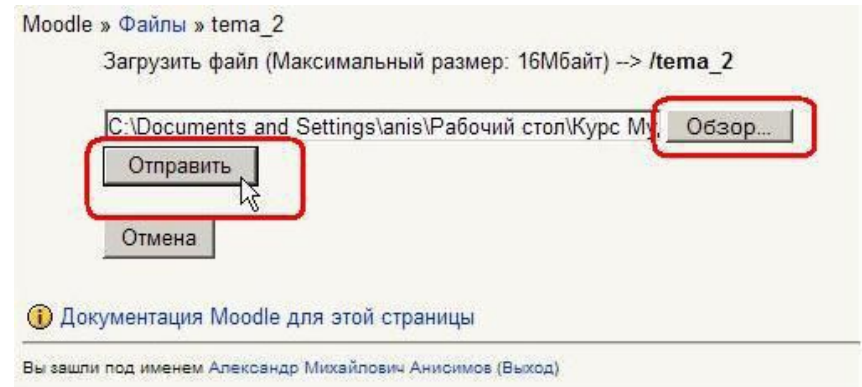 Moodle » Файлы » tema_2
Загрузить файл (Максимальный размер: 16Мбайт) --> /tema_2
C:\Documents and Settings\anis\Рабочий стол\Курс Му Обзор...
Отправить
Отмена
Документация Moodle для этой страницы
Вы зашли под именем Александр Михайлович Анисимов (Выход)